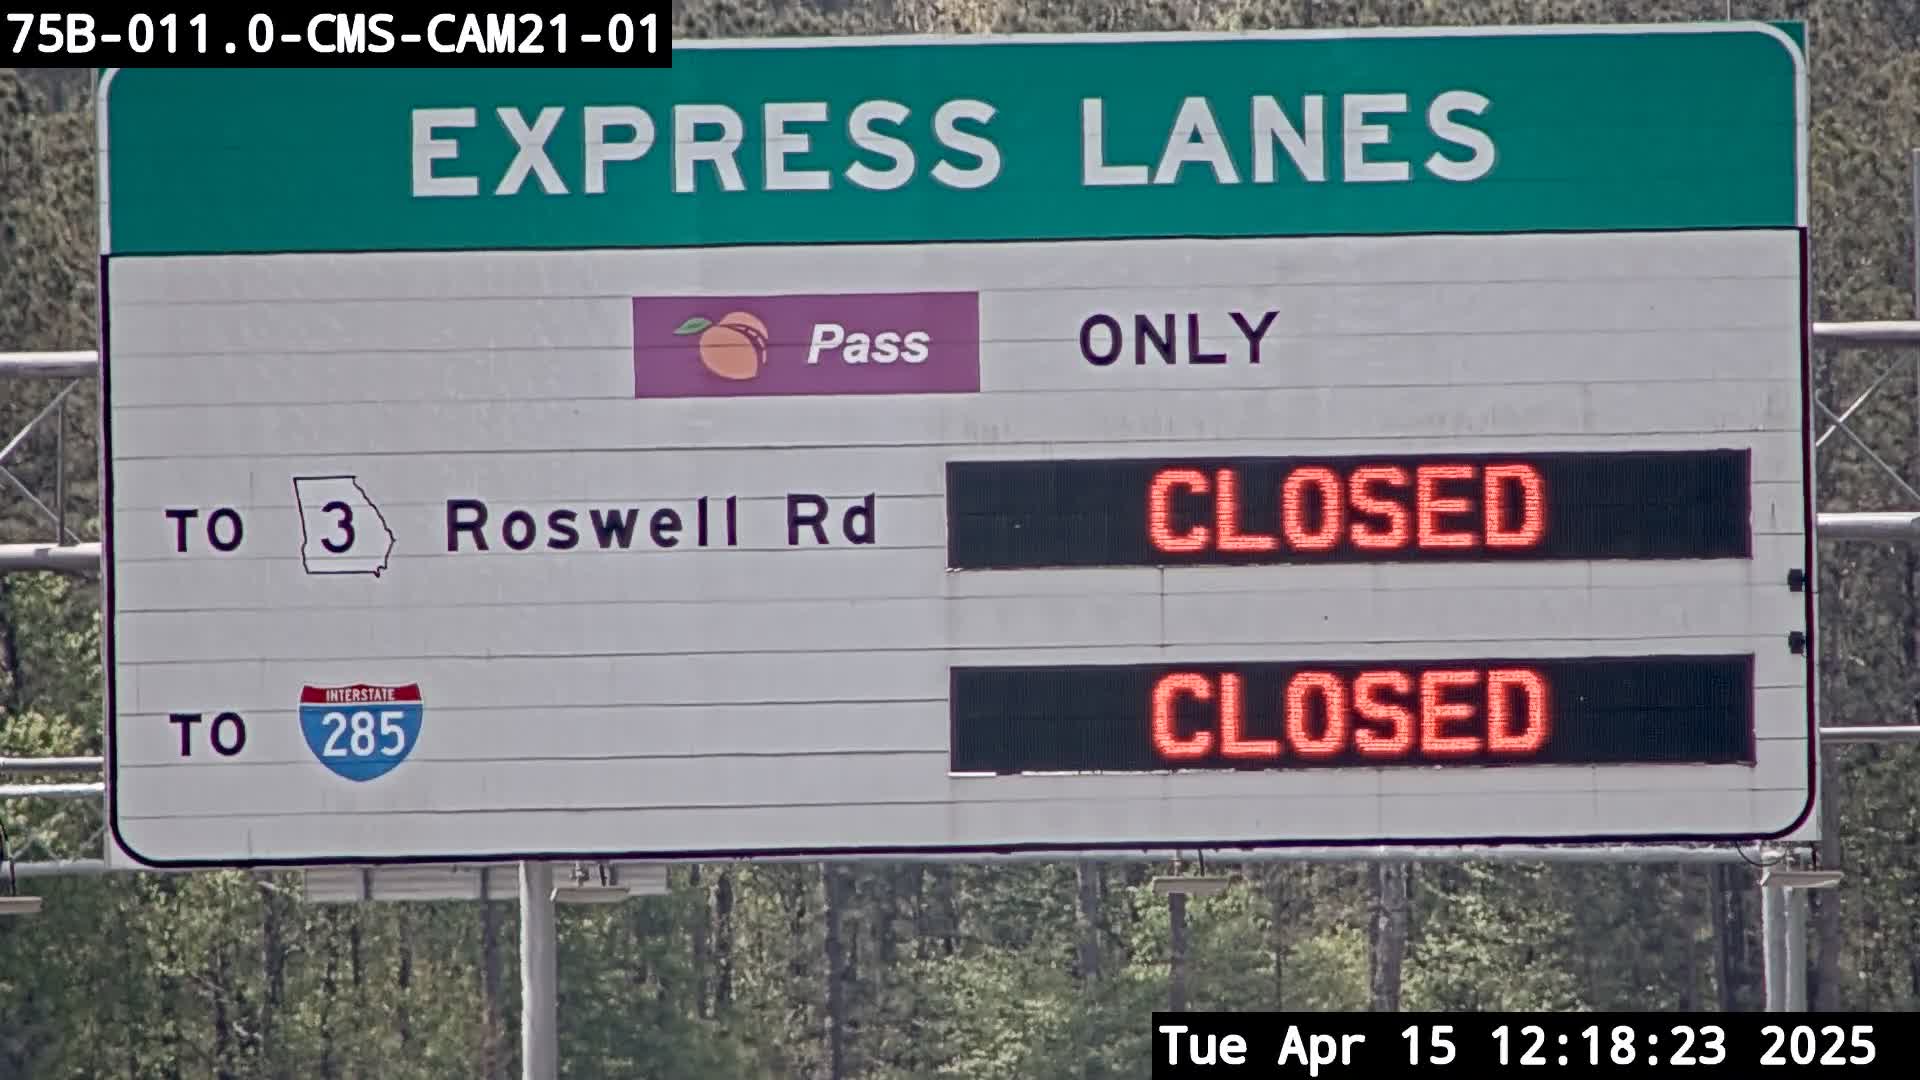 75B-011.0-CMS-CAM21-01
EXPRESS LANES
Pass ONLY
TO 3 Roswell Rd CLOSED
INTERSTATE
TO 285 CLOSED
Tue Apr 15 12:18:23 2025